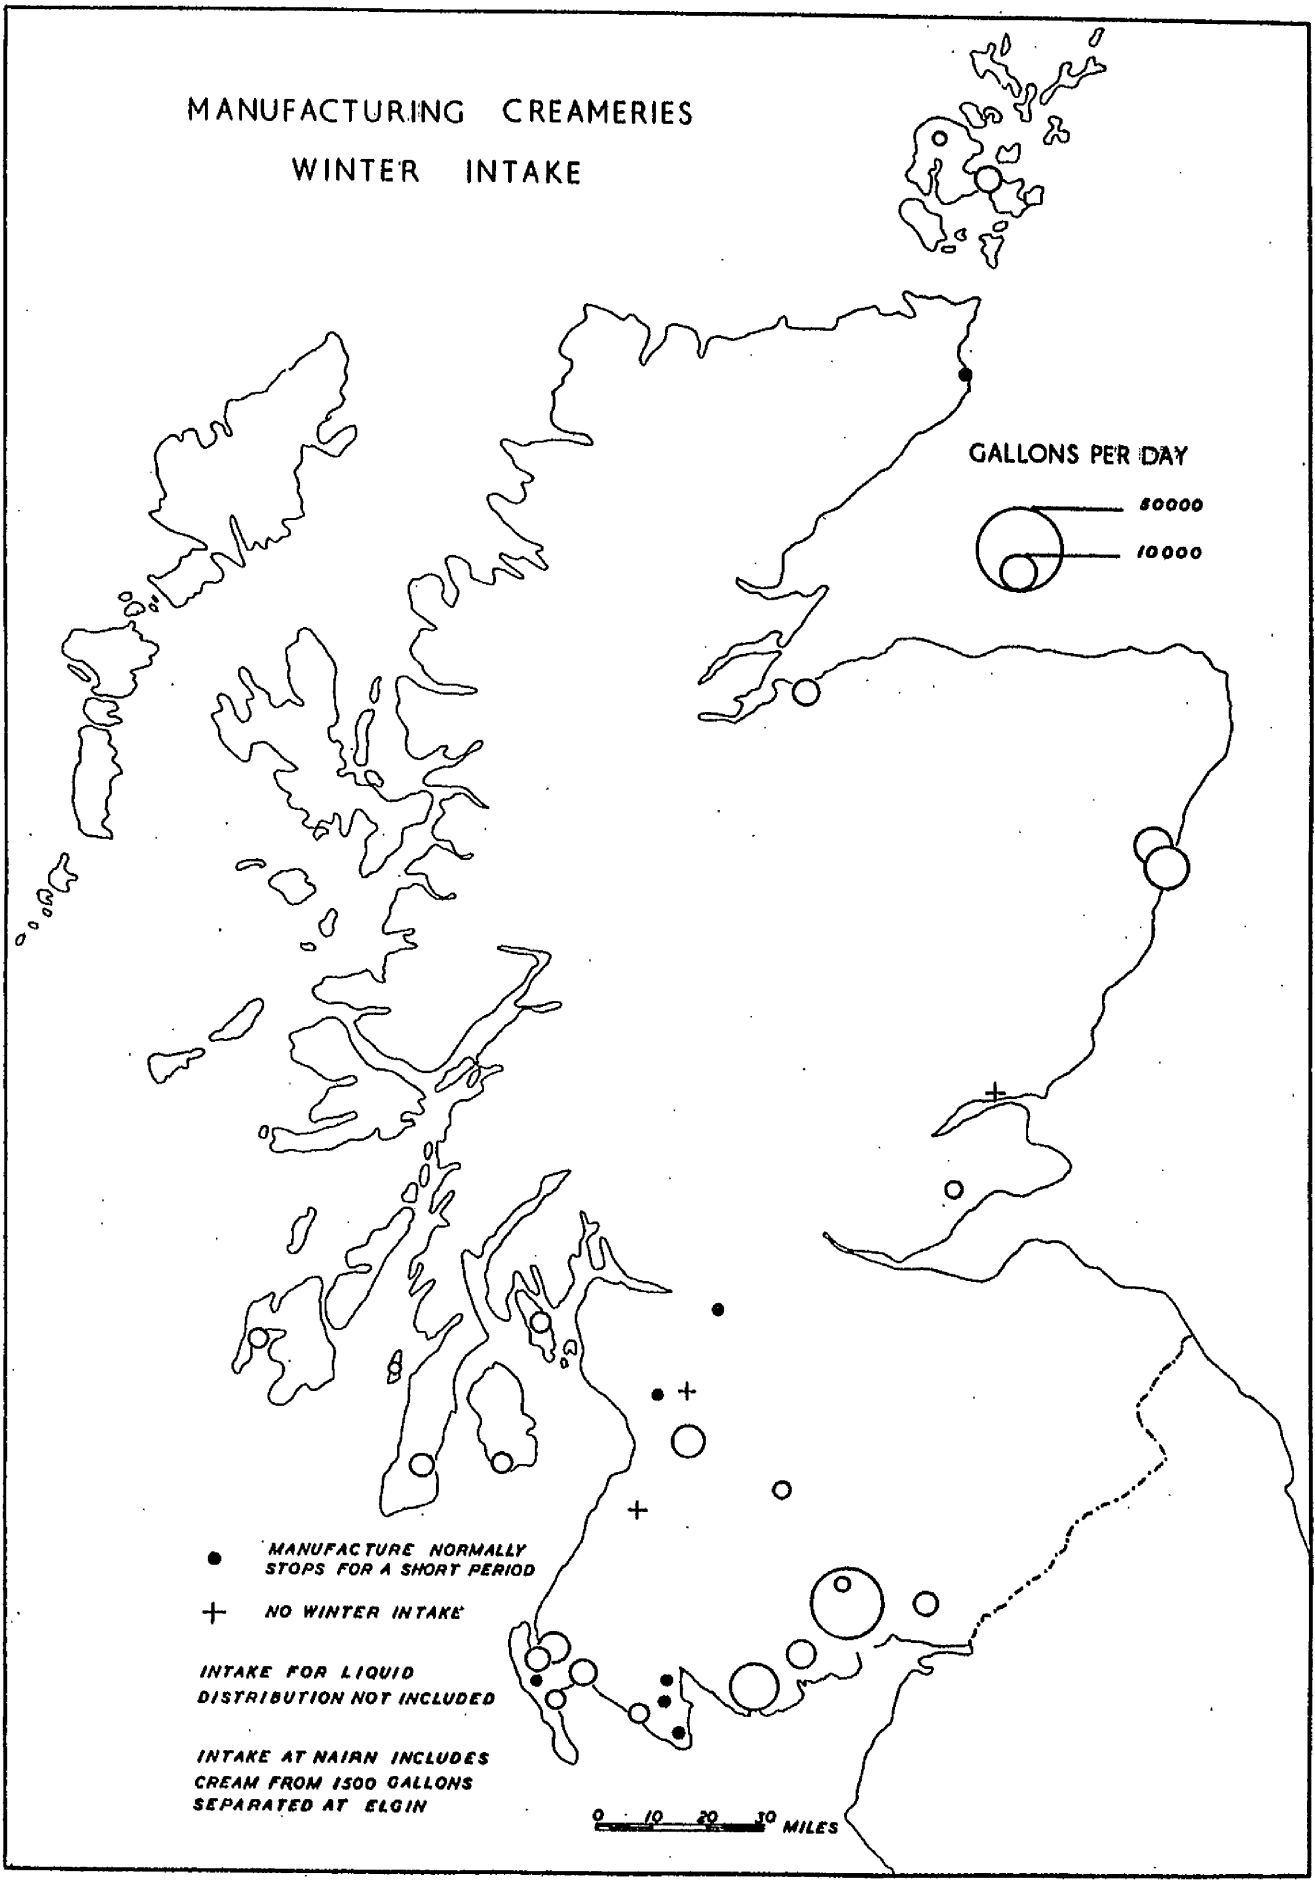 MANUFACTURING CREAMERIES
WINTER INTAKE
GALLONS PER DAY
50000
10000
MANUFACTURE NORMALLY
STOPS FOR A SHORT PERIOD
NO WINTER INTAKE
INTAKE FOR LIQUID
DISTRIBUTION NOT INCLUDED
INTAKE AT NAIRN INCLUDES
CREAM FROM 1500 GALLONS
SEPARATED AT ELGIN
0 10 20 30 MILES